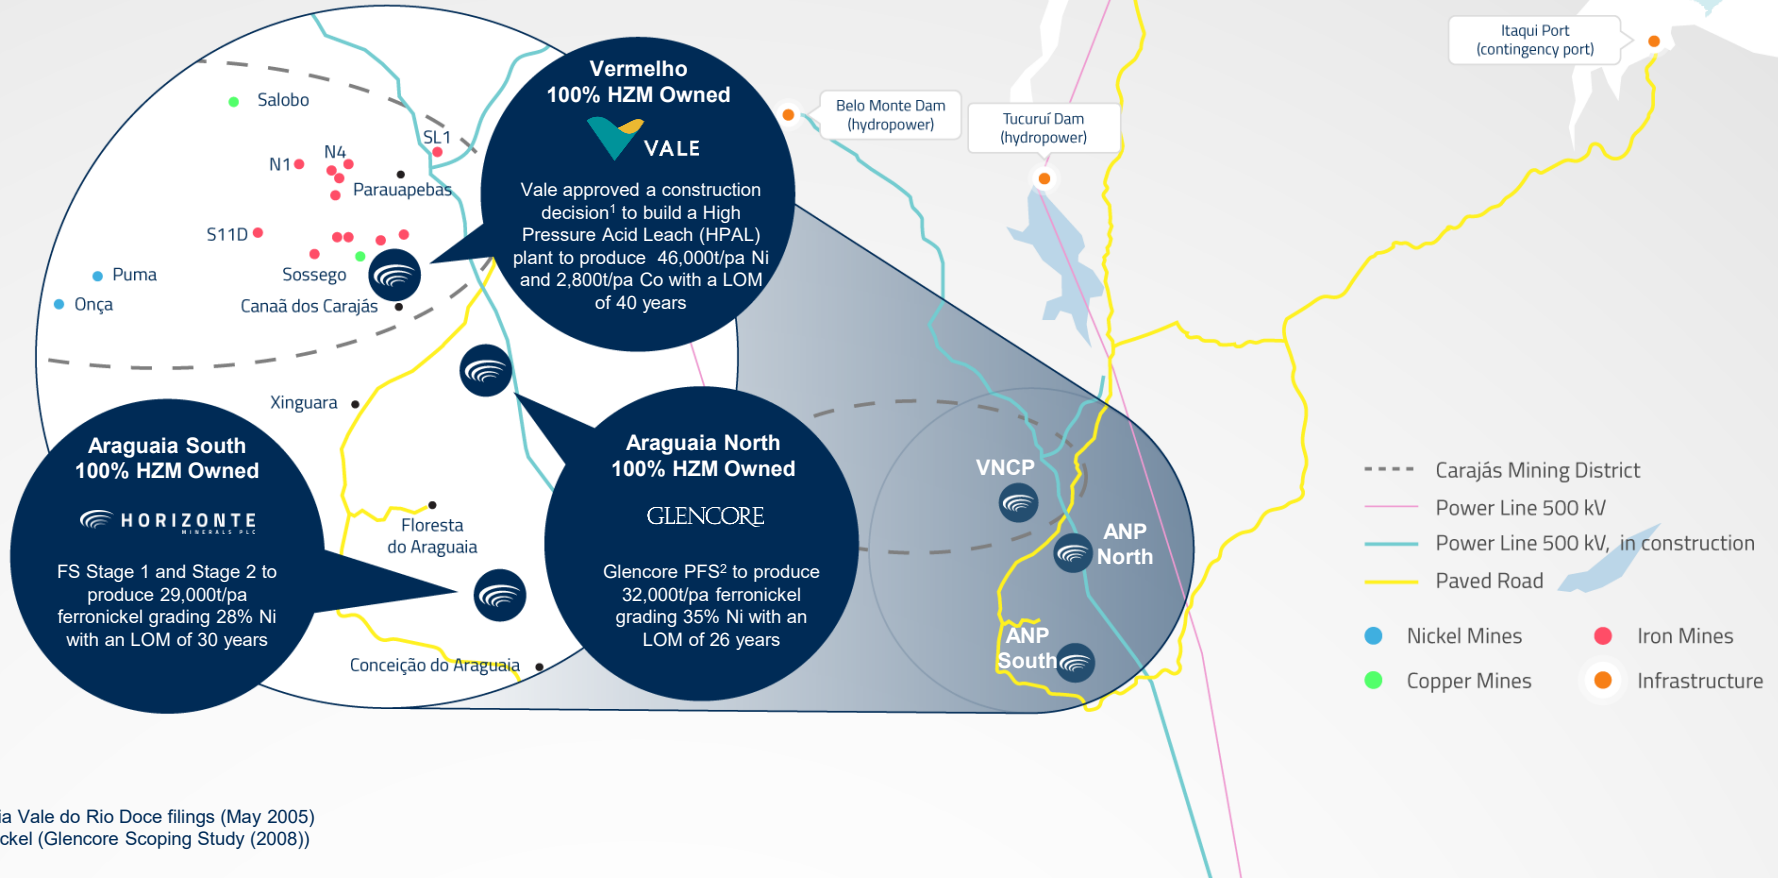 Itaqui Port
(contingency port)
Belo Monte Dam
(hydropower)
Tucuruí Dam
(hydropower)
Vermelho
100% HZM Owned
VALE
Vale approved a construction
decision¹ to build a High
Pressure Acid Leach (HPAL)
plant to produce 46,000t/pa Ni
and 2,800t/pa Co with a LOM
of 40 years
Salobo
SL1
N4
N1
Parauapebas
S11D
Puma
Sossego
Onça
Canaã dos Carajás
Xinguara
Araguaia South
100% HZM Owned
HORIZONTE
MINERALS PLC
FS Stage 1 and Stage 2 to
produce 29,000t/pa
ferronickel grading 28% Ni
with an LOM of 30 years
Araguaia North
100% HZM Owned
GLENCORE
Glencore PFS² to produce
32,000t/pa ferronickel
grading 35% Ni with an
LOM of 26 years
Floresta
do Araguaia
Conceição do Araguaia
VNCP
ANP
North
ANP
South
Carajás Mining District
Power Line 500 kV
Power Line 500 kV, in construction
Paved Road
Nickel Mines
Iron Mines
Copper Mines
Infrastructure
ia Vale do Rio Doce filings (May 2005)
ckel (Glencore Scoping Study (2008))